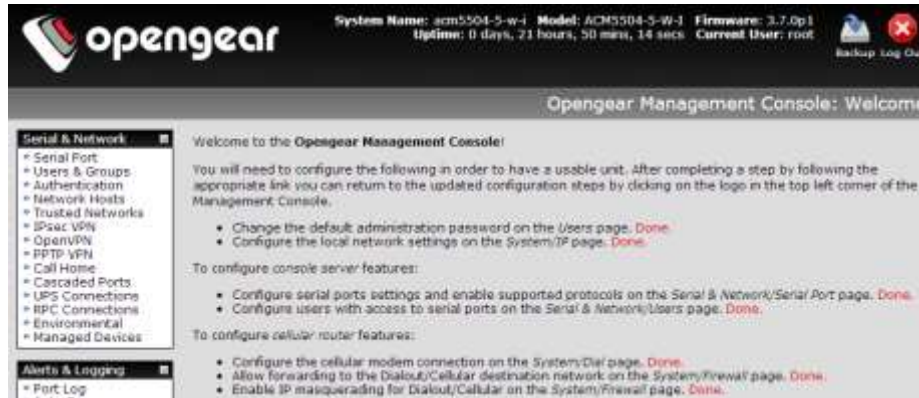 opengear
System Name: acm5504-5-w-i Model: ACM5504-5-W-I Firmware: 3.7.0p1
Uptime: 0 days, 21 hours, 50 mins, 14 secs Current User: root
Backup Log Ou
Opengear Management Console: Welcome
Serial & Network
Serial Port
Users & Groups
Authentication
Network Hosts
Trusted Networks
IPsec VPN
OpenVPN
PPTP VPN
Call Home
Cascaded Ports
UPS Connections
RPC Connections
Environmental
Managed Devices
Alerts & Logging
Port Log
Welcome to the Opengear Management Console!
You will need to configure the following in order to have a usable unit. After completing a step by following the
appropriate link you can return to the updated configuration steps by clicking on the logo in the top left corner of the
Management Console.
Change the default administration password on the Users page. Done.
Configure the local network settings on the System/IP page. Done.
To configure console server features:
Configure serial ports settings and enable supported protocols on the Serial & Network/Serial Port page. Done.
Configure users with access to serial ports on the Serial & Network/Users page. Done.
To configure cellular router features:
Configure the cellular modem connection on the System/Dial page. Done.
Allow forwarding to the Dialout/Cellular destination network on the System/Firewall page. Done.
Enable IP masquerading for Dialout/Cellular on the System/Firewall page. Done.